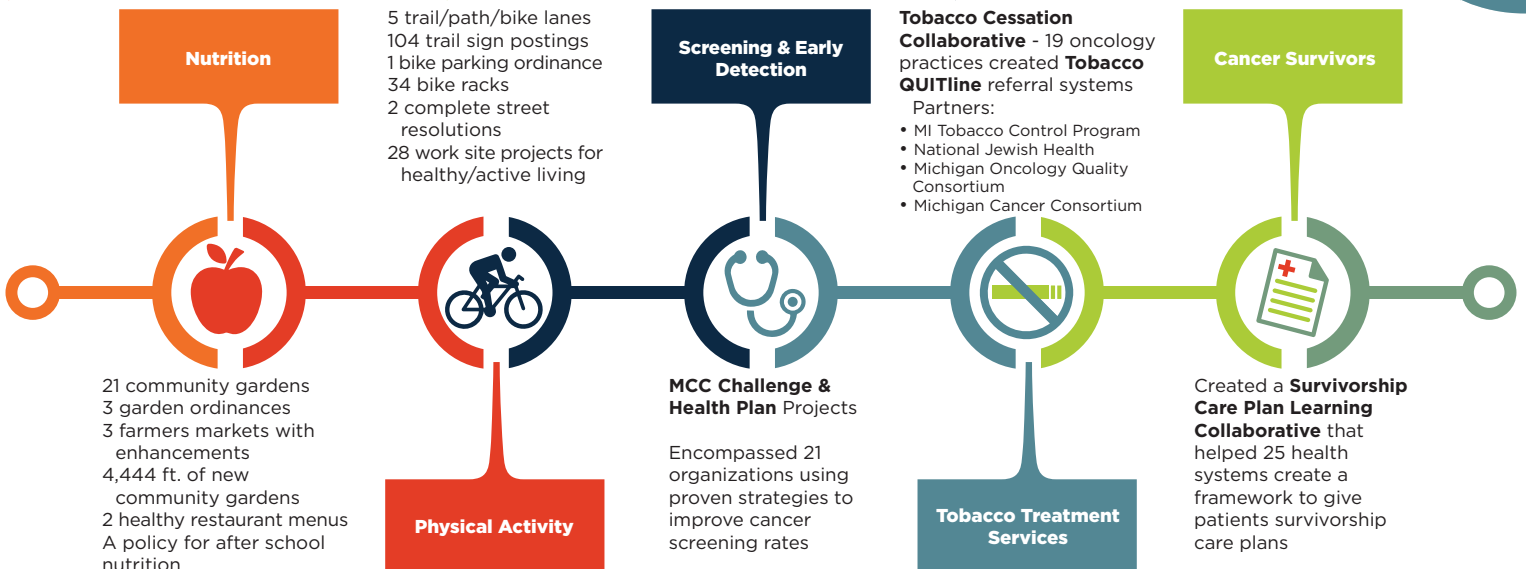 Nutrition
21 community gardens
3 garden ordinances
3 farmers markets with
enhancements
4,444 ft. of new
community gardens
2 healthy restaurant menus
A policy for after school
nutrition
5 trail/path/bike lanes
104 trail sign postings
1 bike parking ordinance
34 bike racks
2 complete street
resolutions
28 work site projects for
healthy/active living
Physical Activity
Screening & Early
Detection
MCC Challenge &
Health Plan Projects
Encompassed 21
organizations using
proven strategies to
improve cancer
screening rates
Tobacco Cessation
Collaborative - 19 oncology
practices created Tobacco
QUITline referral systems
Partners:
• MI Tobacco Control Program
• National Jewish Health
• Michigan Oncology Quality
Consortium
• Michigan Cancer Consortium
Tobacco Treatment
Services
Cancer Survivors
Created a Survivorship
Care Plan Learning
Collaborative that
helped 25 health
systems create a
framework to give
patients survivorship
care plans